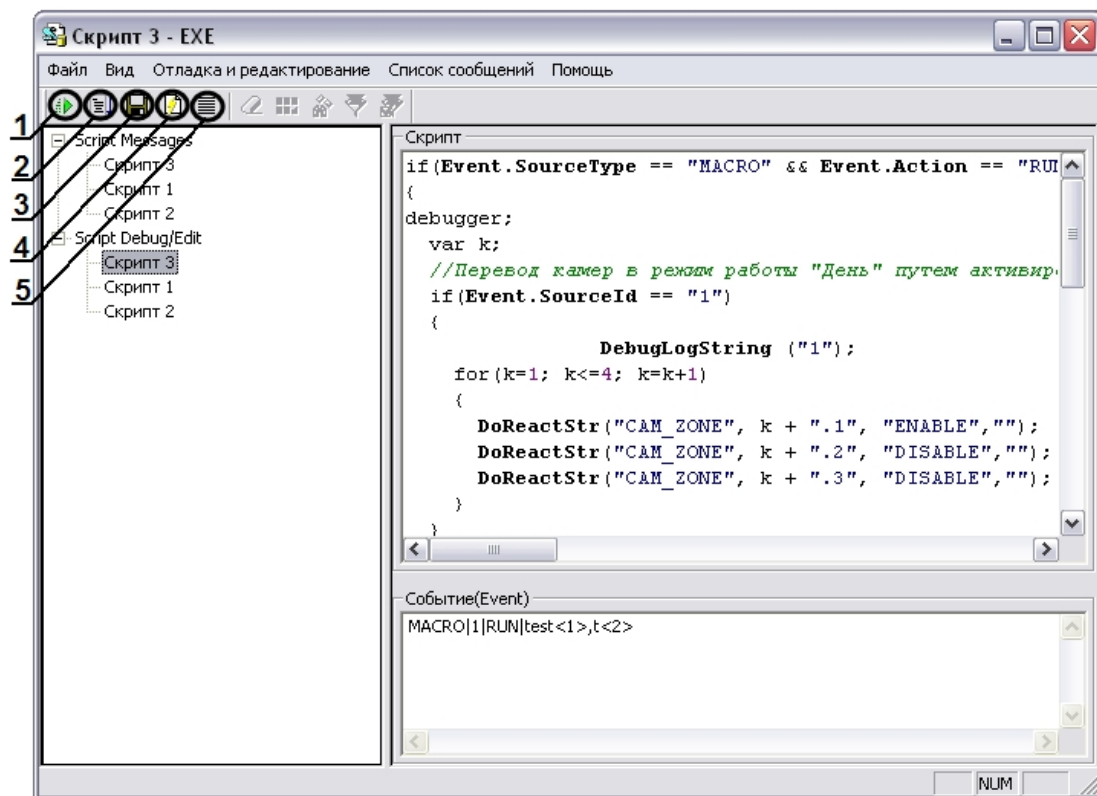 Скрипт 3 - EXE
Файл Вид Отладка и редактирование Список сообщений Помощь
1
2
3
4
5
Script Messages
Скрипт 3
Скрипт 1
Скрипт 2
Script Debug/Edit
Скрипт 3
Скрипт 1
Скрипт 2
Скрипт
if(Event.SourceType == "MACRO" && Event.Action == "RUI
{
debugger;
var k;
//Перевод камер в режим работы "День" путем активир
if(Event.SourceId == "1")
{
DebugLogString ("1");
for(k=1; k<=4; k=k+1)
{
DoReactStr("CAM_ZONE", k + ".1", "ENABLE","");
DoReactStr("CAM_ZONE", k + ".2", "DISABLE","");
DoReactStr("CAM_ZONE", k + ".3", "DISABLE","");
}
}
Событие(Event)
MACRO|1|RUN|test<1>,t<2>
NUM